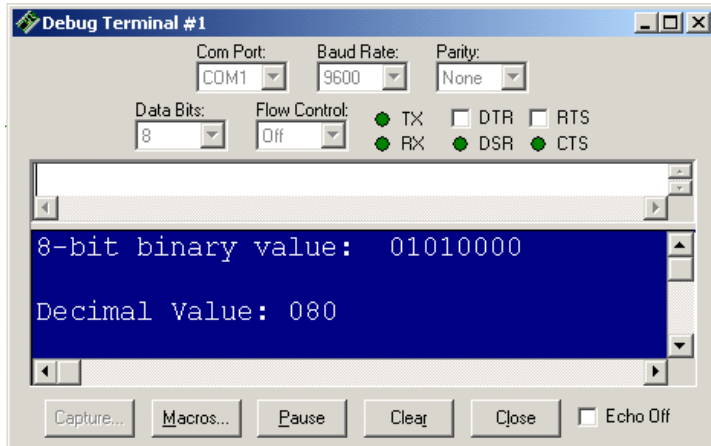 Debug Terminal #1
Com Port: Baud Rate: Parity:
COM1 9600 None
Data Bits: Flow Control: TX DTR RTS
8 Off RX DSR CTS
8-bit binary value:  01010000
Decimal Value: 080
Capture... Macros... Pause Clear Close Echo Off